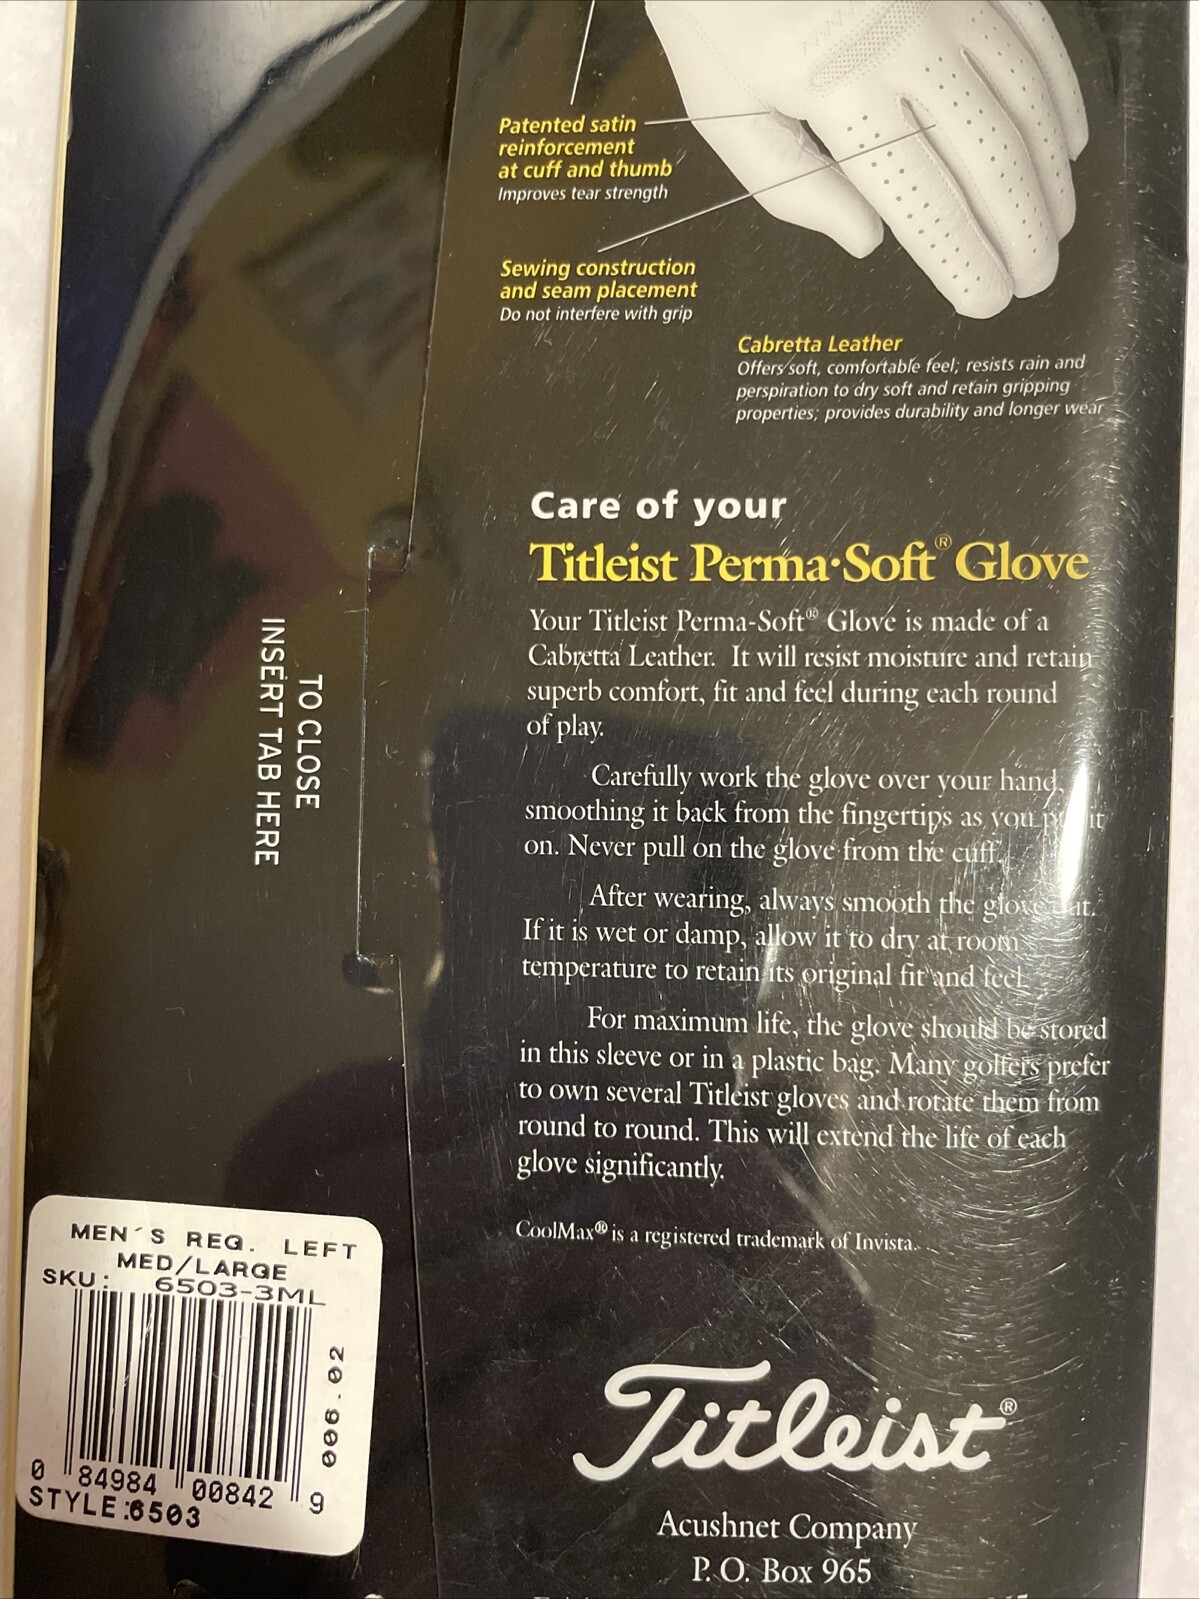 Patented satin
reinforcement
at cuff and thumb
Improves tear strength
Sewing construction
and seam placement
Do not interfere with grip
Cabretta Leather
Offers soft, comfortable feel; resists rain and
perspiration to dry soft and retain gripping
properties; provides durability and longer wear
Care of your
Titleist Perma•Soft® Glove
Your Titleist Perma-Soft® Glove is made of a
Cabretta Leather. It will resist moisture and retain
superb comfort, fit and feel during each round
of play.
Carefully work the glove over your hand,
smoothing it back from the fingertips as you put it
on. Never pull on the glove from the cuff.
After wearing, always smooth the glove out.
If it is wet or damp, allow it to dry at room
temperature to retain its original fit and feel.
For maximum life, the glove should be stored
in this sleeve or in a plastic bag. Many golfers prefer
to own several Titleist gloves and rotate them from
round to round. This will extend the life of each
glove significantly.
CoolMax® is a registered trademark of Invista.
Titleist®
Acushnet Company
P.O. Box 965
TO CLOSE
INSERT TAB HERE
MEN'S REG. LEFT
MED/LARGE
SKU: 6503-3ML
006.02
0 84984 00842 9
STYLE:6503